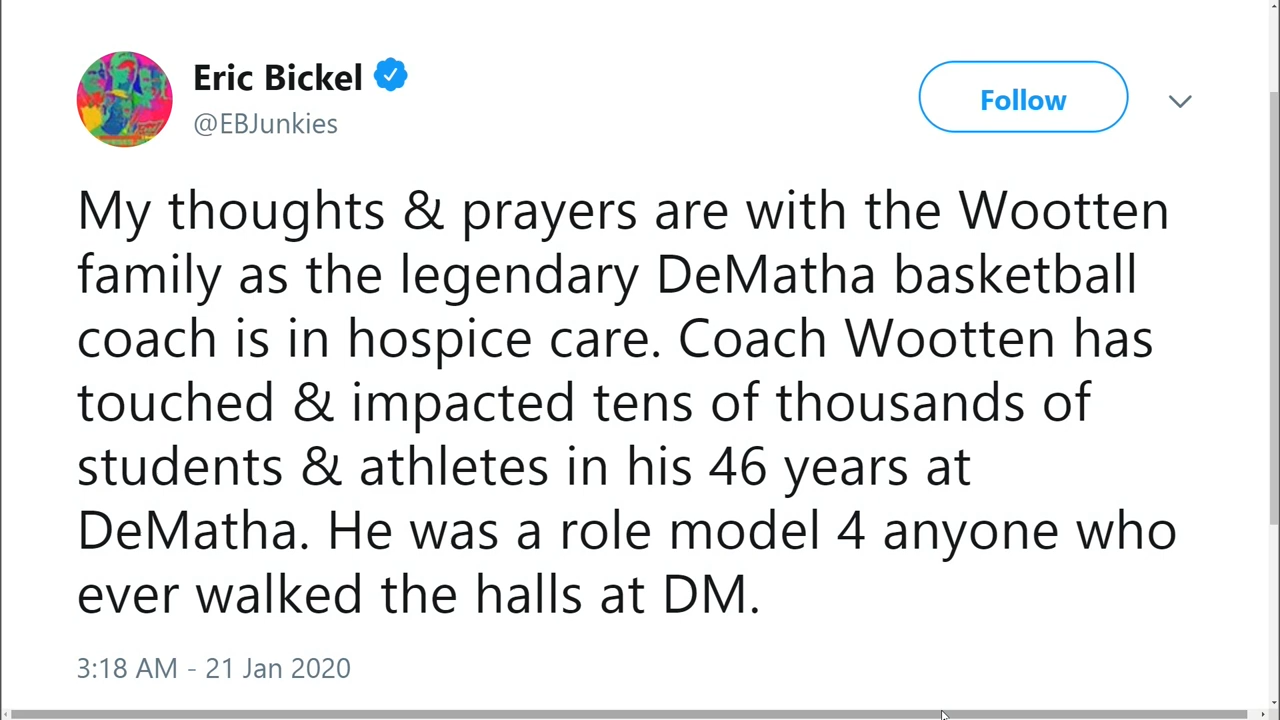 Eric Bickel
@EBJunkies
Follow
My thoughts & prayers are with the Wootten
family as the legendary DeMatha basketball
coach is in hospice care. Coach Wootten has
touched & impacted tens of thousands of
students & athletes in his 46 years at
DeMatha. He was a role model 4 anyone who
ever walked the halls at DM.
3:18 AM - 21 Jan 2020